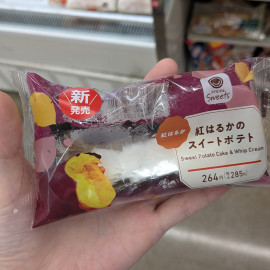 Sweets
新
発売
紅はるか
紅はるかの
スイートポテト
Sweet Potato Cake & Whip Cream
264円
285円